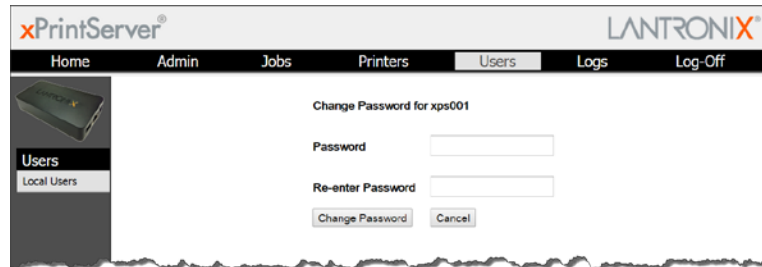 xPrintServer® LANTRONIX®
Home Admin Jobs Printers Users Logs Log-Off
LANTRONIX
Change Password for xps001
Password
Users
Local Users
Re-enter Password
Change Password Cancel